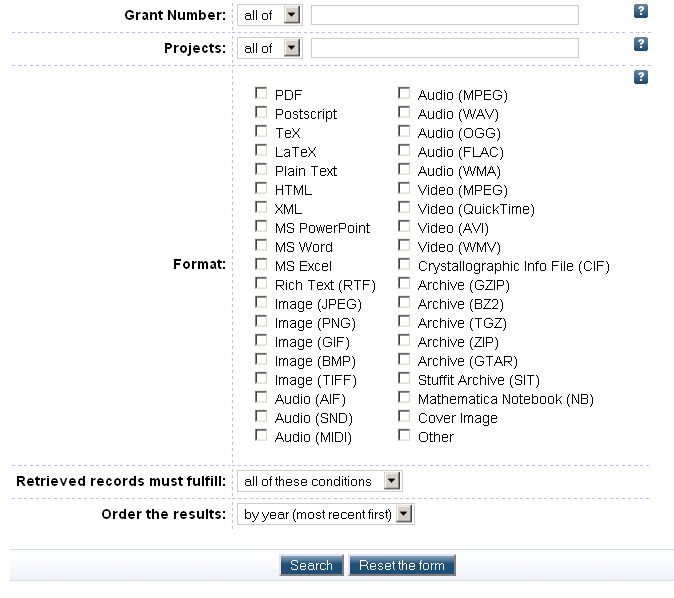 Grant Number: all of ?
Projects: all of ?
?
PDF Audio (MPEG)
Postscript Audio (WAV)
TeX Audio (OGG)
LaTeX Audio (FLAC)
Plain Text Audio (WMA)
HTML Video (MPEG)
XML Video (QuickTime)
MS PowerPoint Video (AVI)
MS Word Video (WMV)
Format: MS Excel Crystallographic Info File (CIF)
Rich Text (RTF) Archive (GZIP)
Image (JPEG) Archive (BZ2)
Image (PNG) Archive (TGZ)
Image (GIF) Archive (ZIP)
Image (BMP) Archive (GTAR)
Image (TIFF) Stuffit Archive (SIT)
Audio (AIF) Mathematica Notebook (NB)
Audio (SND) Cover Image
Audio (MIDI) Other
Retrieved records must fulfill: all of these conditions
Order the results: by year (most recent first)
Search Reset the form